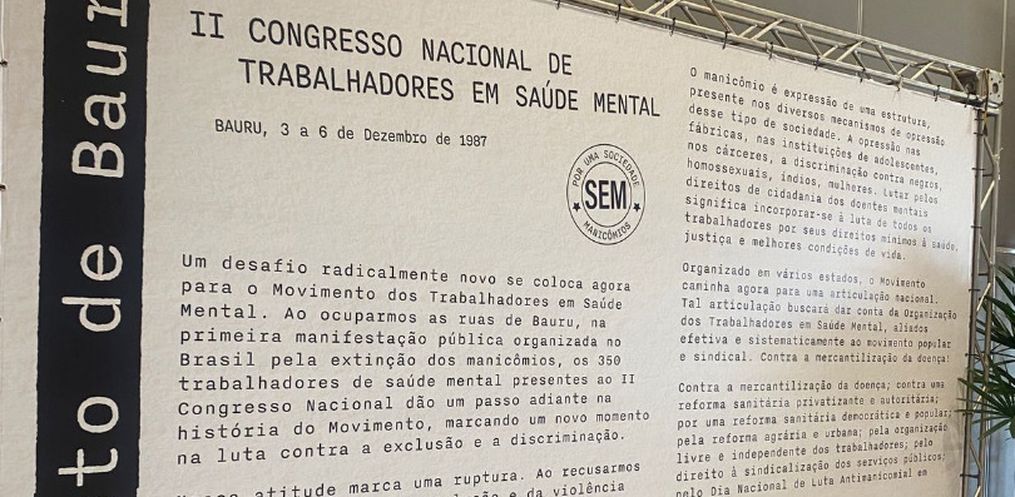 to de Baur
II CONGRESSO NACIONAL DE
TRABALHADORES EM SAÚDE MENTAL
BAURU, 3 a 6 de Dezembro de 1987
POR UMA SOCIEDADE
SEM
MANICÔMIOS
Um desafio radicalmente novo se coloca agora
para o Movimento dos Trabalhadores em Saúde
Mental. Ao ocuparmos as ruas de Bauru, na
primeira manifestação pública organizada no
Brasil pela extinção dos manicômios, os 350
trabalhadores de saúde mental presentes ao II
Congresso Nacional dão um passo adiante na
história do Movimento, marcando um novo momento
na luta contra a exclusão e a discriminação.
atitude marca uma ruptura. Ao recusarmos
e da violência
O manicômio é expressão de uma estrutura,
presente nos diversos mecanismos de opressão
desse tipo de sociedade. A opressão nas
fábricas, nas instituições de adolescentes,
nos cárceres, a discriminação contra negros,
homossexuais, índios, mulheres. Lutar pelos
direitos de cidadania dos doentes mentais
significa incorporar-se à luta de todos os
trabalhadores por seus direitos mínimos à saúde,
justiça e melhores condições de vida.
Organizado em vários estados, o Movimento
caminha agora para uma articulação nacional.
Tal articulação buscará dar conta da Organização
dos Trabalhadores em Saúde Mental, aliados
efetiva e sistematicamente ao movimento popular
e sindical. Contra a mercantilização da doença!
Contra a mercantilização da doença; contra uma
reforma sanitária privatizante e autoritária;
por uma reforma sanitária democrática e popular;
pela reforma agrária e urbana; pela organização
livre e independente dos trabalhadores; pelo
direito à sindicalização dos serviços públicos;
pelo Dia Nacional de Luta Antimanicomial em